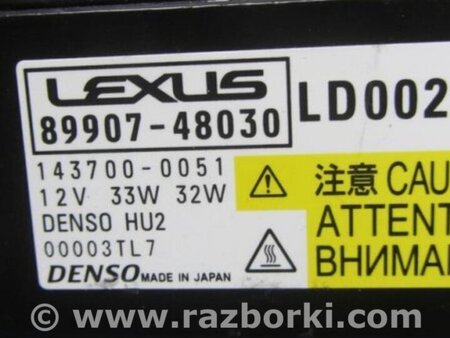 LEXUS
89907-48030
LD002
143700-0051
12V 33W 32W
DENSO HU2
00003TL7
DENSO MADE IN JAPAN
注意 CAU
ATTENT
ВНИМА
© www.razborki.com